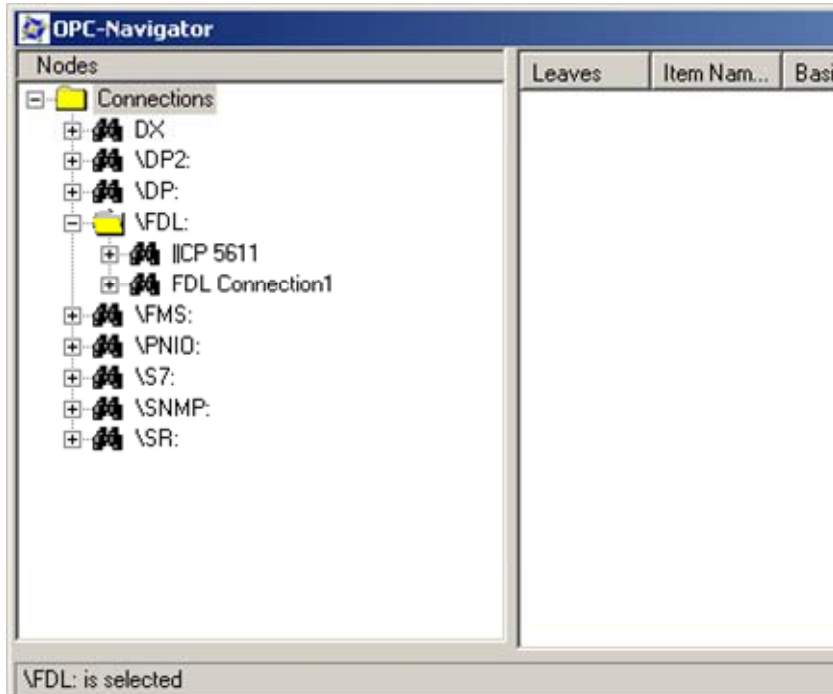 OPC-Navigator
Nodes
Leaves
Item Nam...
Basi
Connections
DX
\DP2:
\DP:
\FDL:
||CP 5611
FDL Connection1
\FMS:
\PNIO:
\S7:
\SNMP:
\SR:
\FDL: is selected